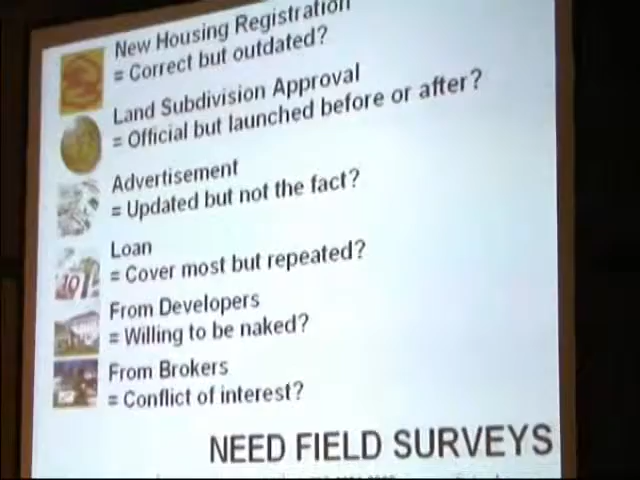 New Housing Registration
= Correct but outdated?
Land Subdivision Approval
= Official but launched before or after?
Advertisement
= Updated but not the fact?
Loan
= Cover most but repeated?
From Developers
= Willing to be naked?
From Brokers
= Conflict of interest?
NEED FIELD SURVEYS